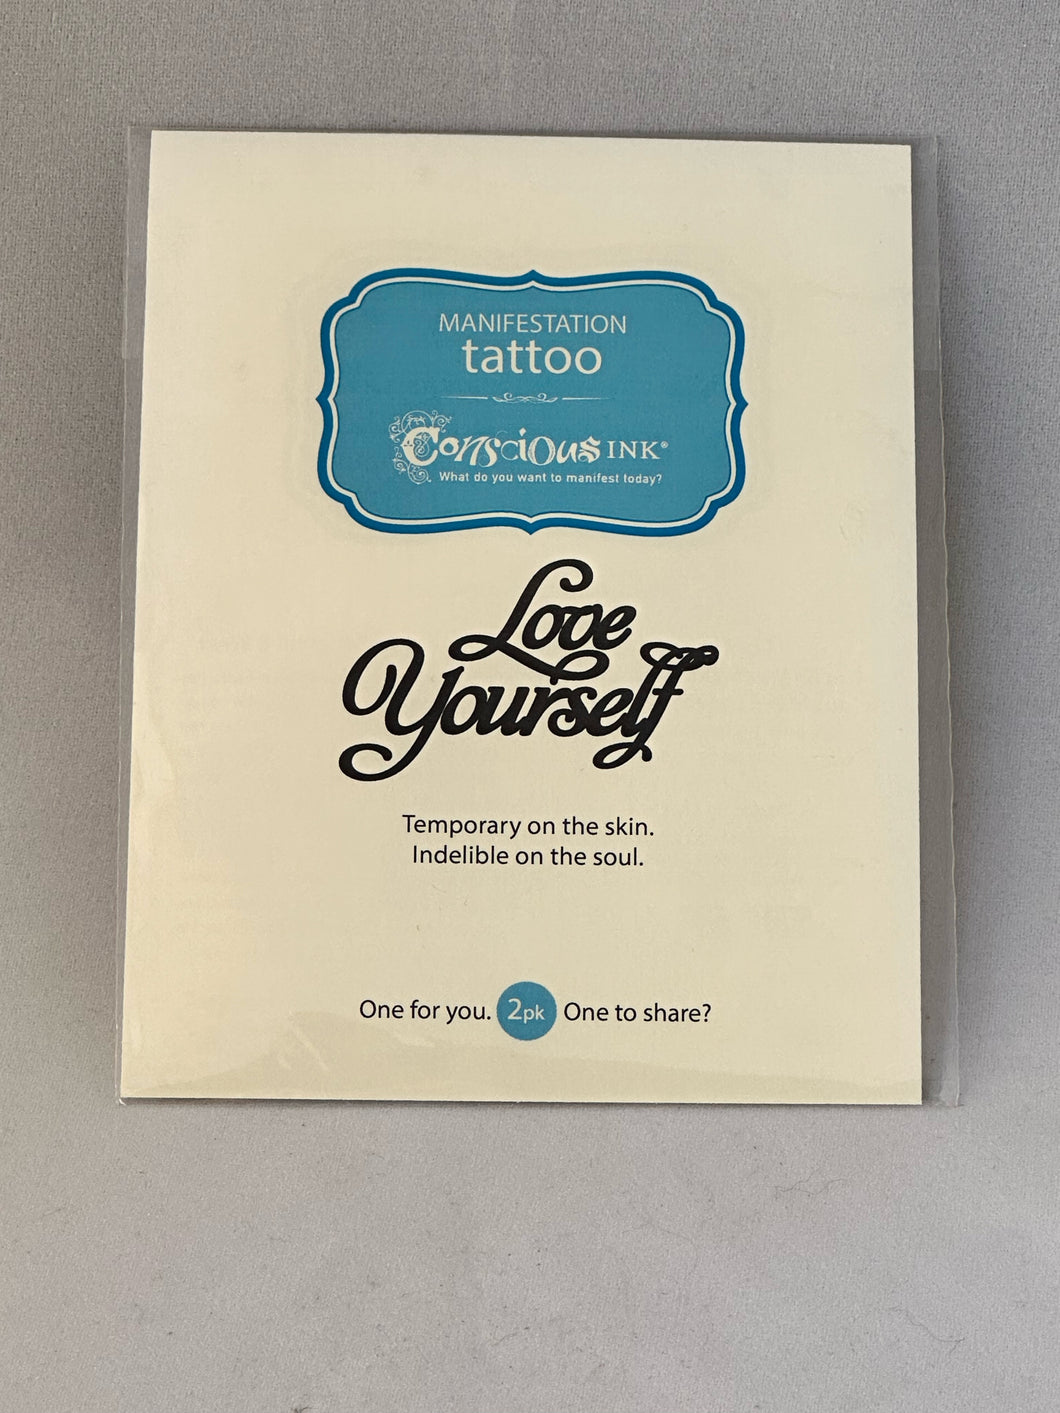 MANIFESTATION
tattoo
Conscious INK®
What do you want to manifest today?
Love
Yourself
Temporary on the skin.
Indelible on the soul.
One for you. 2pk One to share?